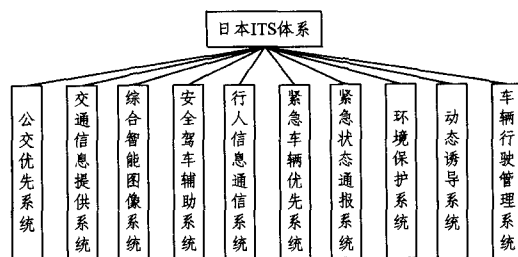 日本ITS体系
公交优先系统
交通信息提供系统
综合智能图像系统
安全驾车辅助系统
行人信息通信系统
紧急车辆优先系统
紧急状态通报系统
环境保护系统
动态诱导系统
车辆行驶管理系统